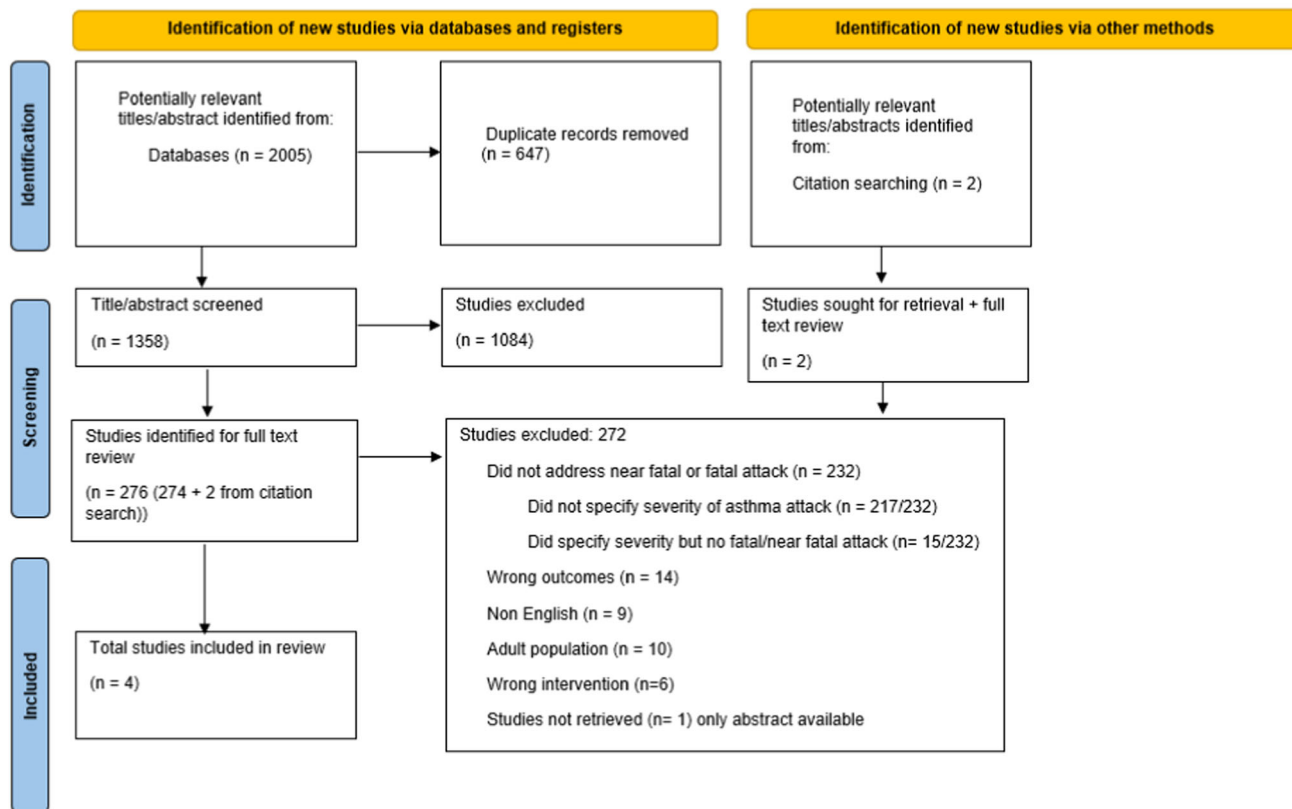 Identification of new studies via databases and registers
Identification of new studies via other methods
Identification
Potentially relevant
titles/abstract identified from:
Databases (n = 2005)
Duplicate records removed
(n = 647)
Potentially relevant
titles/abstracts identified
from:
Citation searching (n = 2)
Screening
Title/abstract screened
(n = 1358)
Studies excluded
(n = 1084)
Studies sought for retrieval + full
text review
(n = 2)
Studies identified for full text
review
(n = 276 (274 + 2 from citation
search))
Studies excluded: 272
Did not address near fatal or fatal attack (n = 232)
Did not specify severity of asthma attack (n = 217/232)
Did specify severity but no fatal/near fatal attack (n= 15/232)
Wrong outcomes (n = 14)
Non English (n = 9)
Adult population (n = 10)
Wrong intervention (n=6)
Studies not retrieved (n= 1) only abstract available
Included
Total studies included in review
(n = 4)